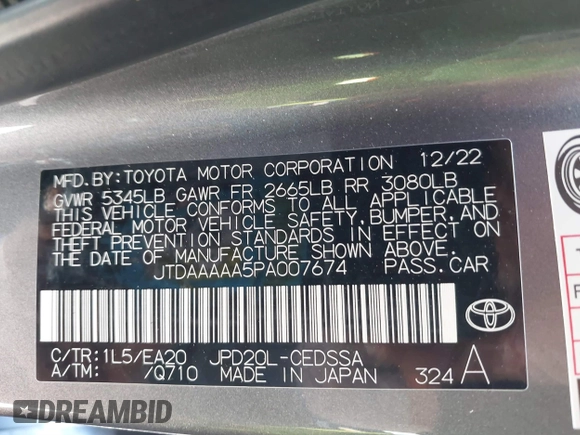 MFD.BY:TOYOTA MOTOR CORPORATION 12/22
GVWR 5345LB GAWR FR 2665LB RR 3080LB
THIS VEHICLE CONFORMS TO ALL APPLICABLE
FEDERAL MOTOR VEHICLE SAFETY, BUMPER, AND
THEFT PREVENTION STANDARDS IN EFFECT ON
THE DATE OF MANUFACTURE SHOWN ABOVE.
JTDAAAAA5PA007674 PASS.CAR
C/TR:1L5/EA20 JPD20L-CEDSSA
A/TM: /Q710 MADE IN JAPAN 324 A
DREAMBID